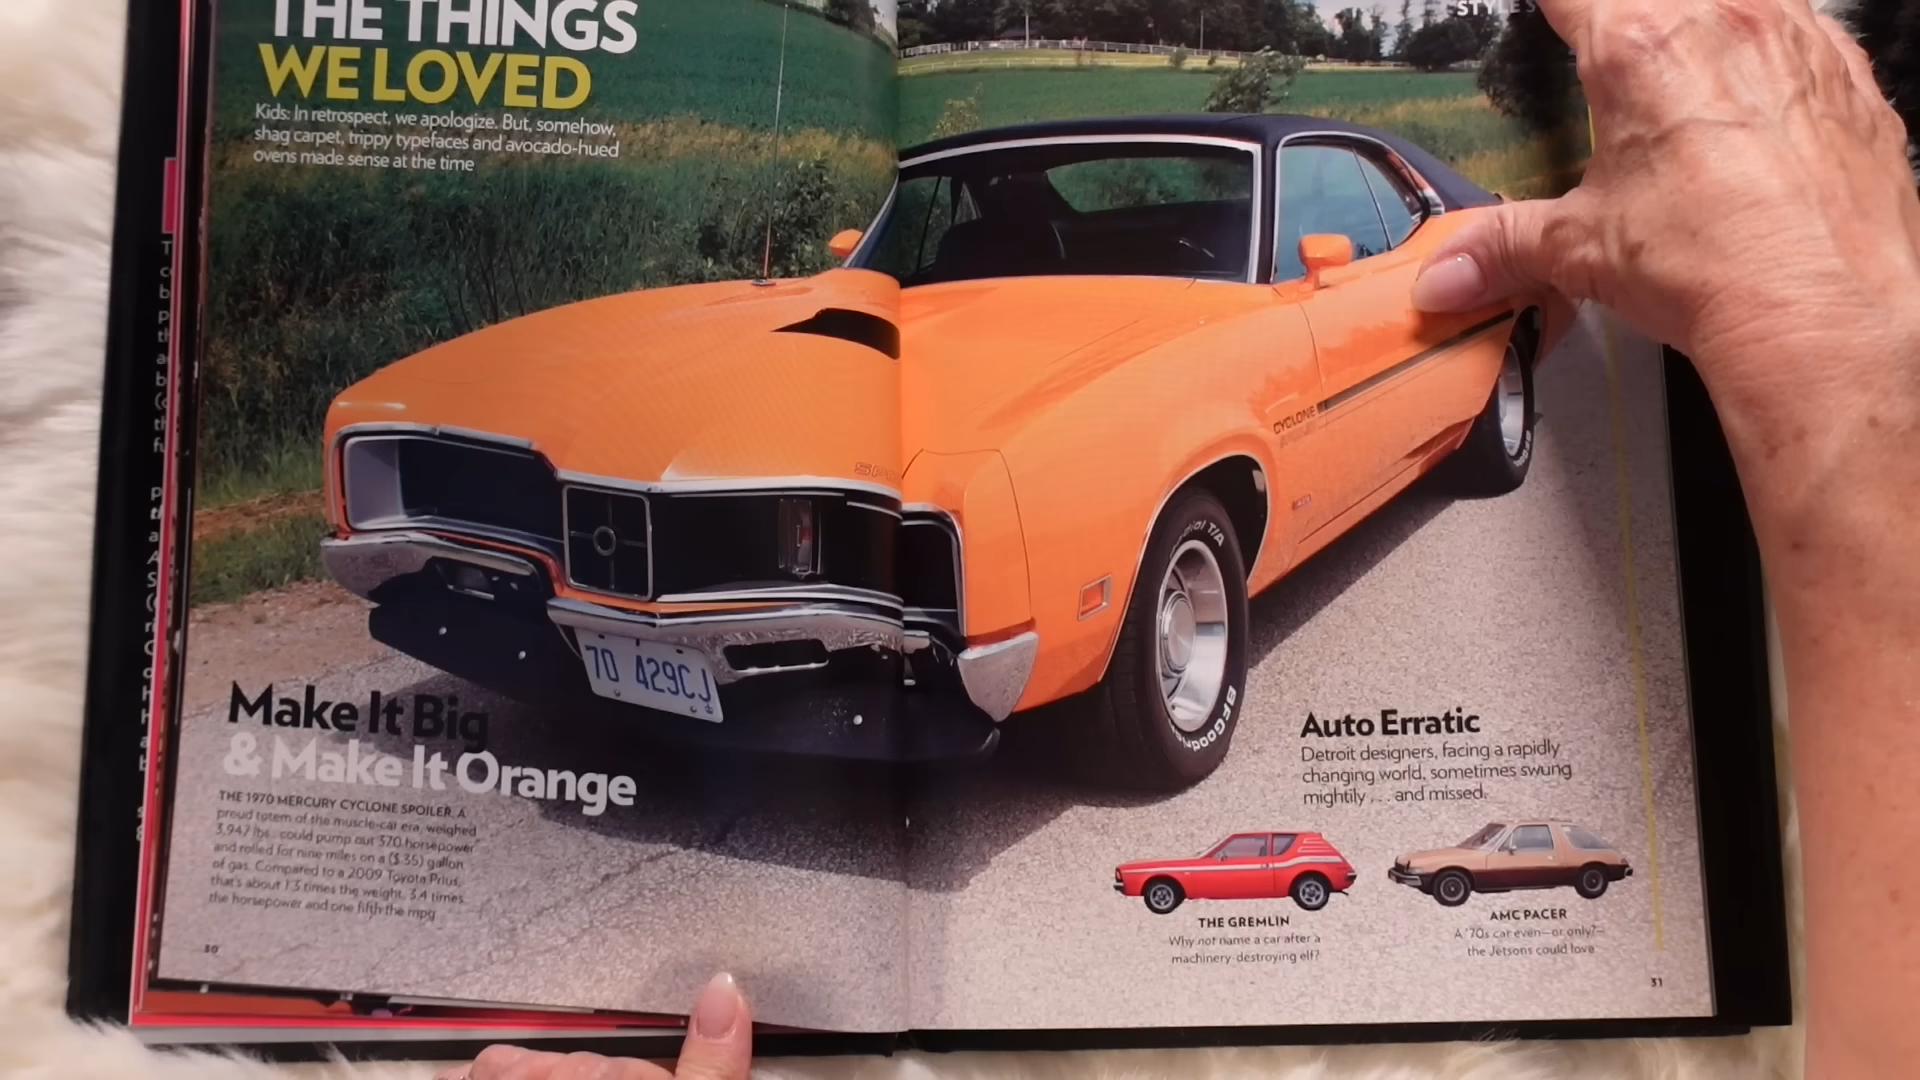 THE THINGS
WE LOVED
Kids: In retrospect, we apologize. But, somehow,
shag carpet, trippy typefaces and avocado-hued
ovens made sense at the time
STYLE
CYCLONE
70 429CJ
T/A
BFGoodri
Make It Big
& Make It Orange
THE 1970 MERCURY CYCLONE SPOILER, A
proud totem of the muscle-car era, weighed
3,947 lbs., could pump out 370 horsepower
and rolled for nine miles on a ($.35) gallon
of gas. Compared to a 2009 Toyota Prius,
that's about 1.3 times the weight, 3.4 times
the horsepower and one fifth the mpg
30
Auto Erratic
Detroit designers, facing a rapidly
changing world, sometimes swung
mightily . . . and missed.
THE GREMLIN
Why not name a car after a
machinery-destroying elf?
AMC PACER
A '70s car even—or only?—
the Jetsons could love
31